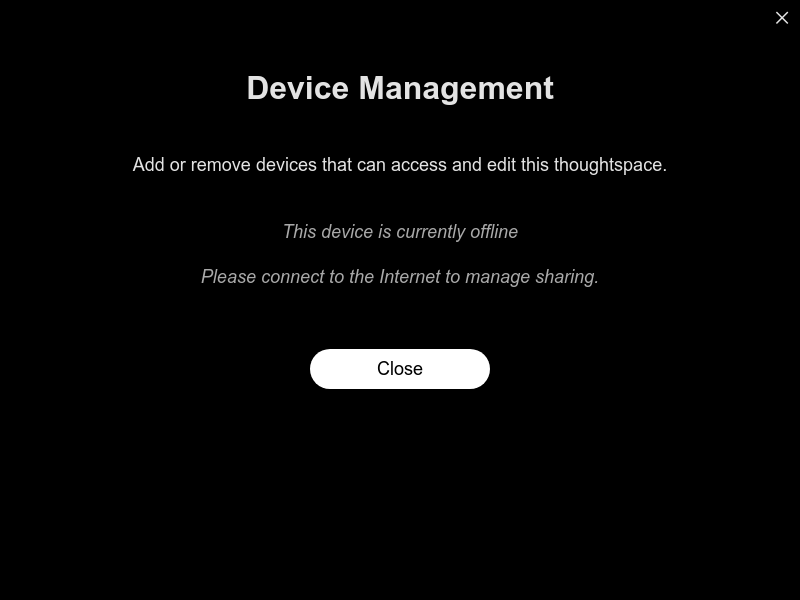 Device Management
Add or remove devices that can access and edit this thoughtspace.
This device is currently offline
Please connect to the Internet to manage sharing.
Close